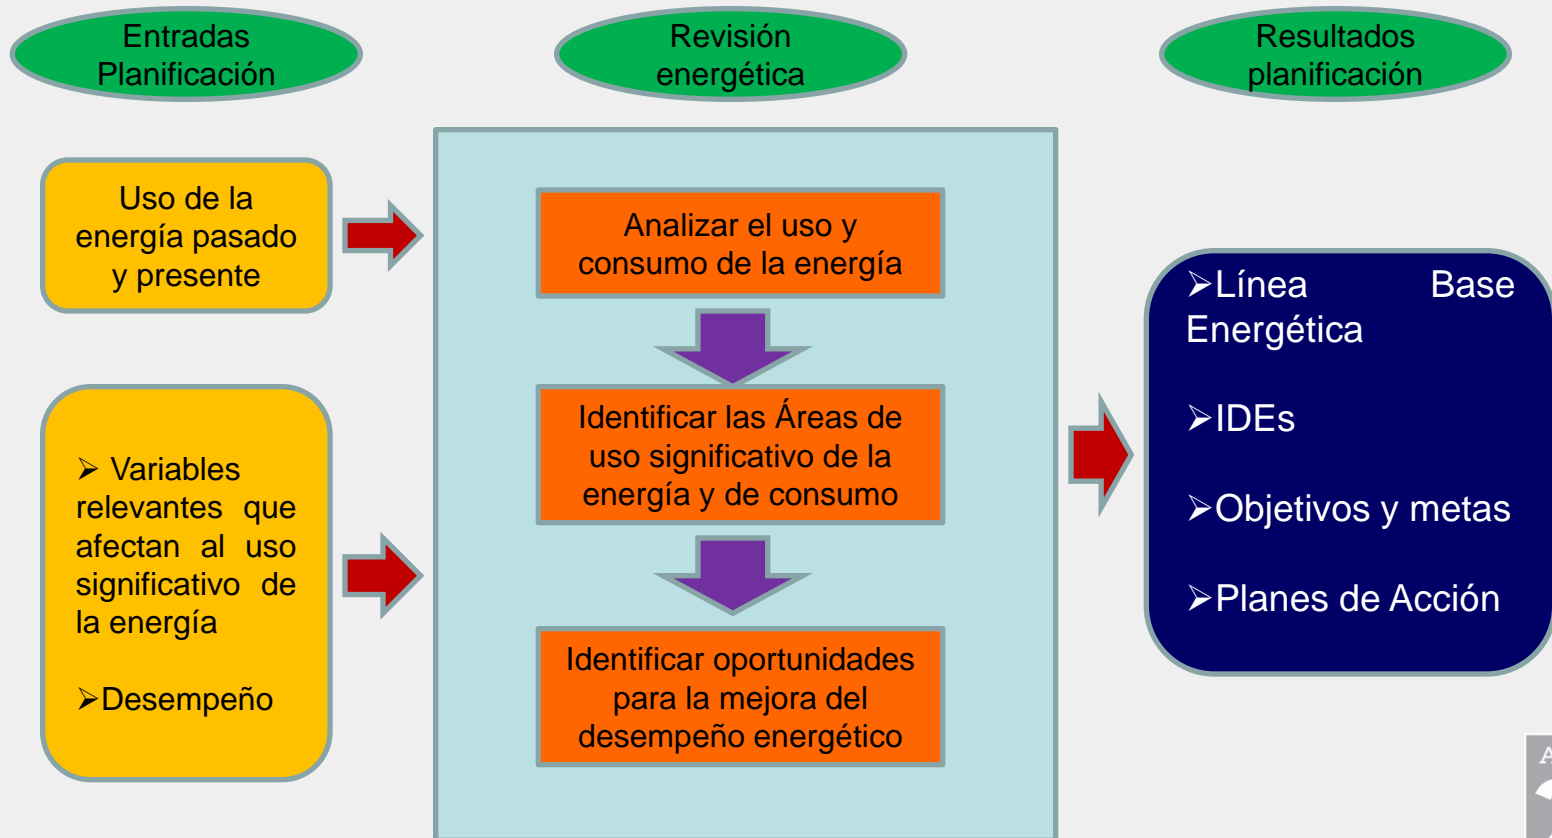 Entradas
Planificación
Revisión
energética
Resultados
planificación
Uso de la
energía pasado
y presente
➢ Variables
relevantes que
afectan al uso
significativo de
la energía
➢Desempeño
Analizar el uso y
consumo de la energía
Identificar las Áreas de
uso significativo de la
energía y de consumo
Identificar oportunidades
para la mejora del
desempeño energético
➢Línea Base
Energética
➢IDEs
➢Objetivos y metas
➢Planes de Acción